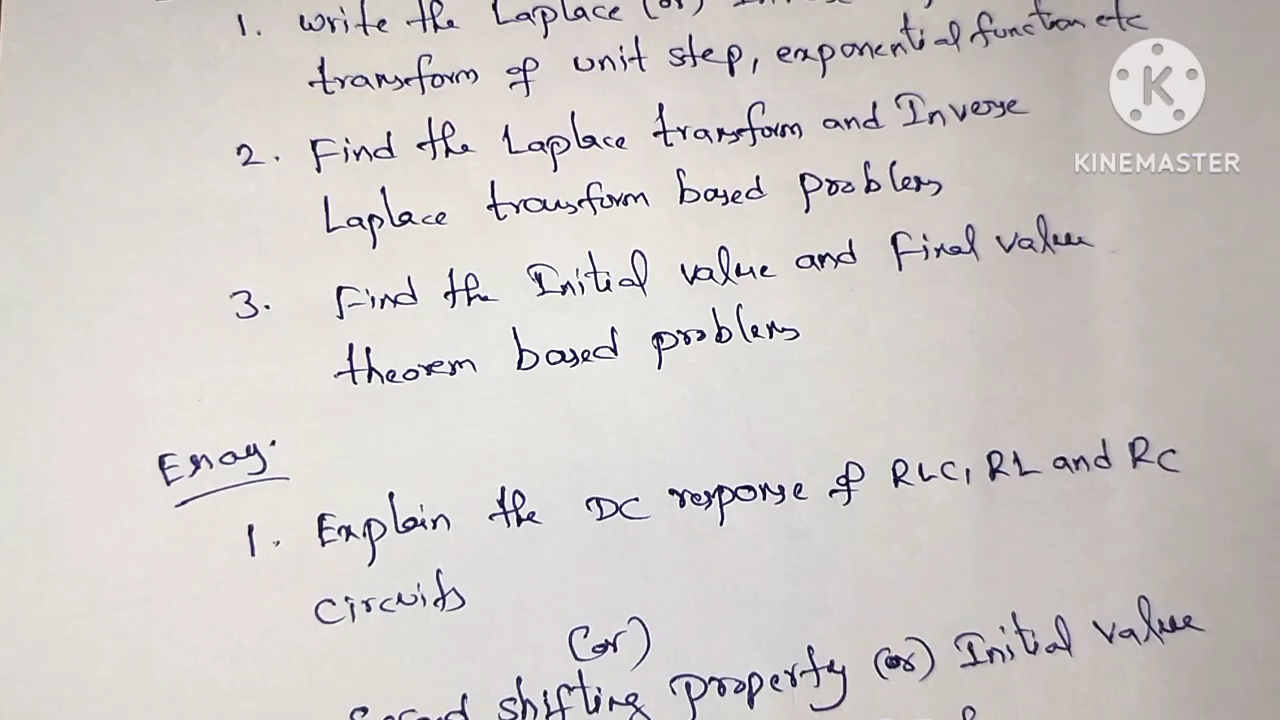 1. Write the Laplace (or)
transform of unit step, exponential function etc
K
KINEMASTER
2. Find the Laplace transform and Inverse
Laplace transform based problems
3. Find the Initial value and Final value
theorem based problems
Essay:
1. Explain the DC response of RLC, RL and RC
circuits
(or)
shifting property (or) Initial value